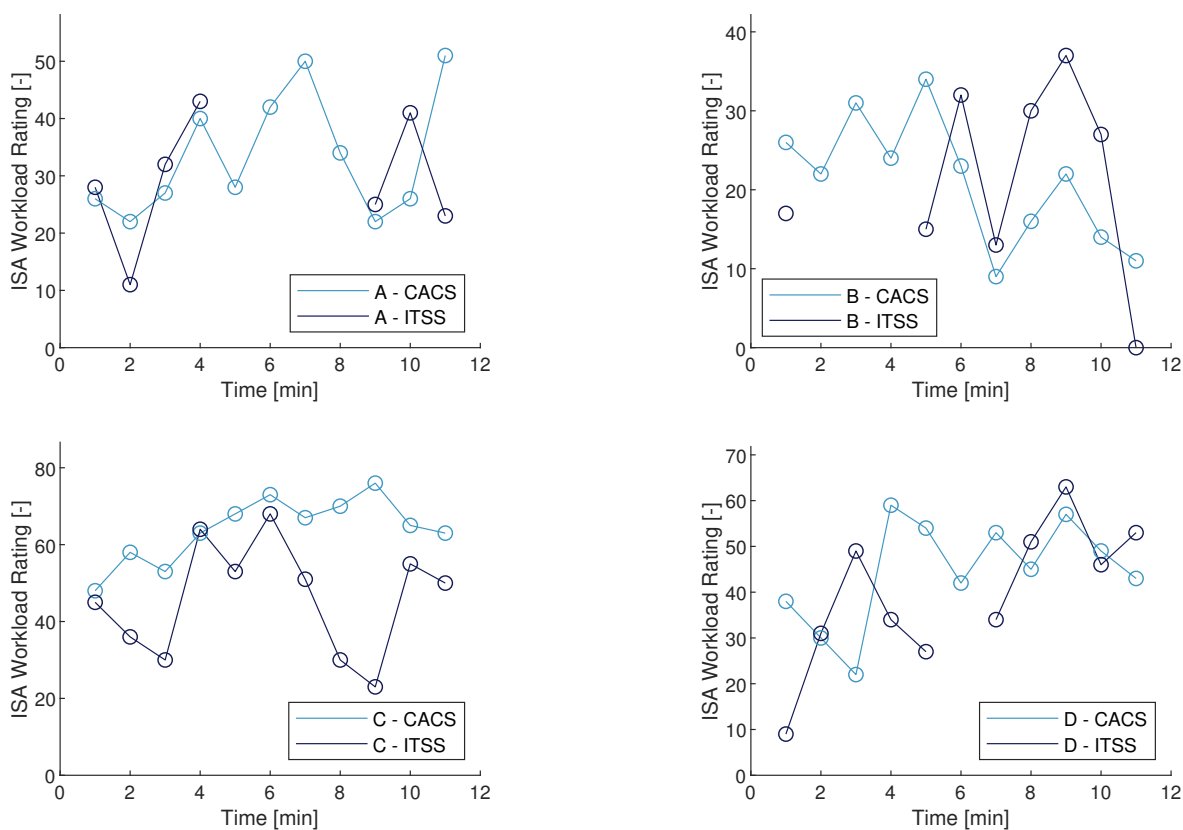 ISA Workload Rating [-]
50
40
30
20
10
0
A - CACS
A - ITSS
0 2 4 6 8 10 12
Time [min]
ISA Workload Rating [-]
40
30
20
10
0
B - CACS
B - ITSS
0 2 4 6 8 10 12
Time [min]
ISA Workload Rating [-]
80
60
40
20
0
C - CACS
C - ITSS
0 2 4 6 8 10 12
Time [min]
ISA Workload Rating [-]
70
60
50
40
30
20
10
0
D - CACS
D - ITSS
0 2 4 6 8 10 12
Time [min]